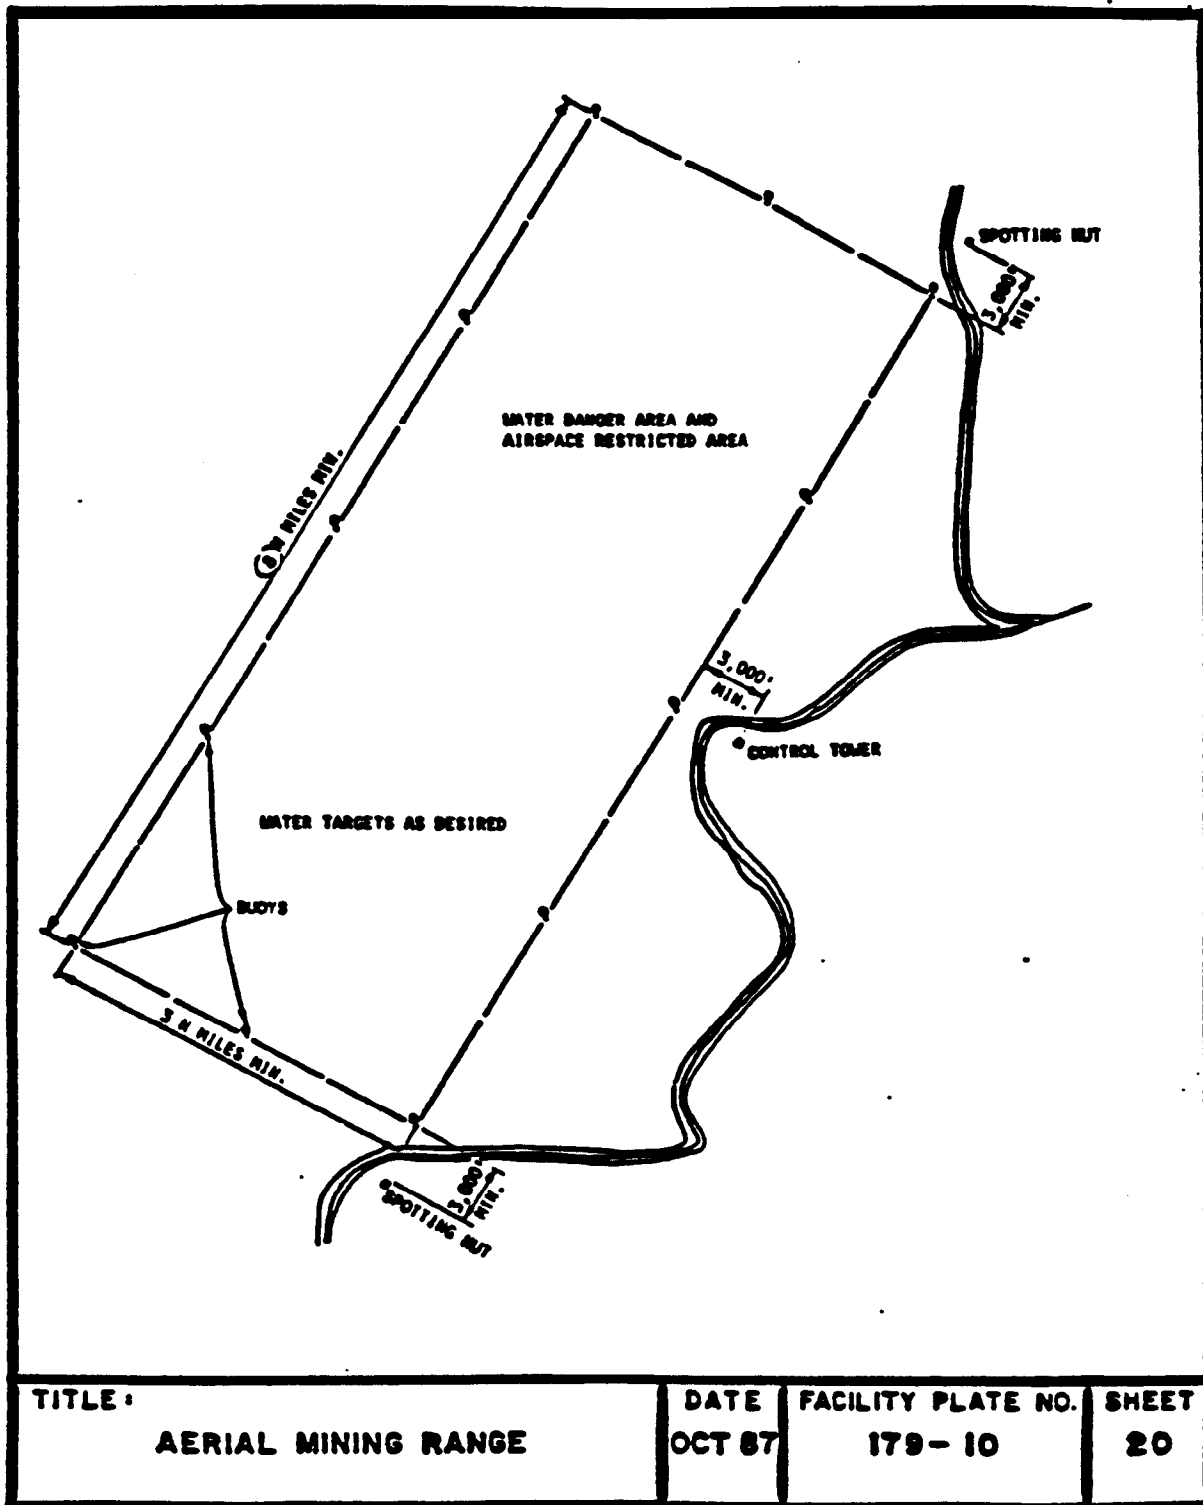 SPOTTING HUT
3,000'
MIN.
WATER DANGER AREA AND
AIRSPACE RESTRICTED AREA
8 N MILES MIN.
3,000'
MIN.
CONTROL TOWER
WATER TARGETS AS DESIRED
BUOYS
3 N MILES MIN.
3,000'
MIN.
SPOTTING HUT
TITLE:
AERIAL MINING RANGE
DATE
OCT 87
FACILITY PLATE NO.
179-10
SHEET
20